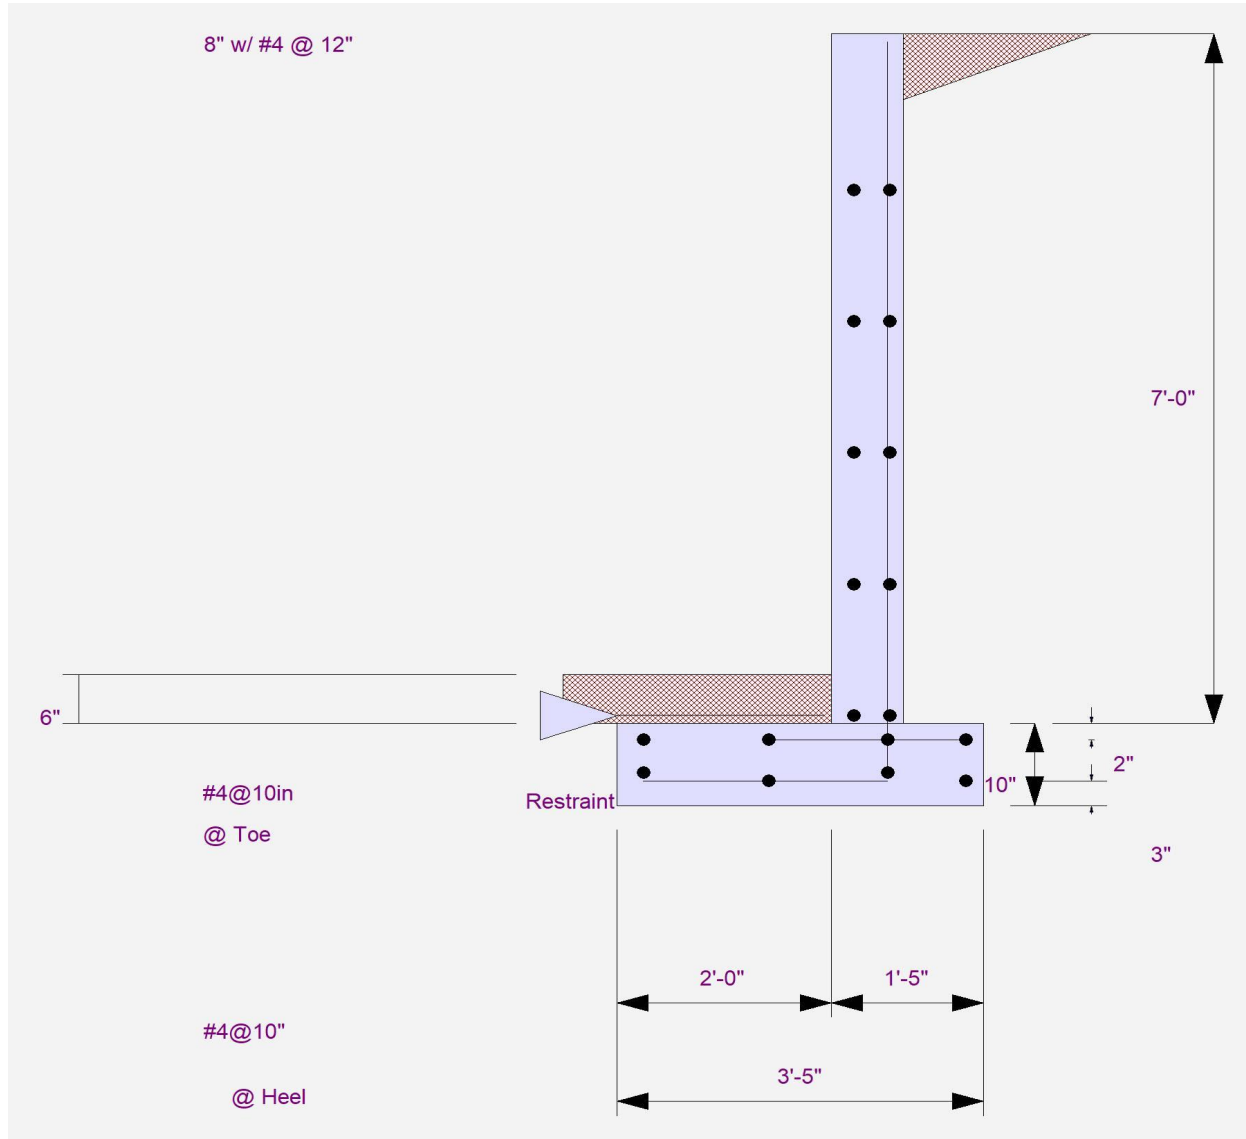 8" w/ #4 @ 12"
7'-0"
6"
2"
10"
#4@10in
Restraint
@ Toe
3"
2'-0"
1'-5"
#4@10"
3'-5"
@ Heel